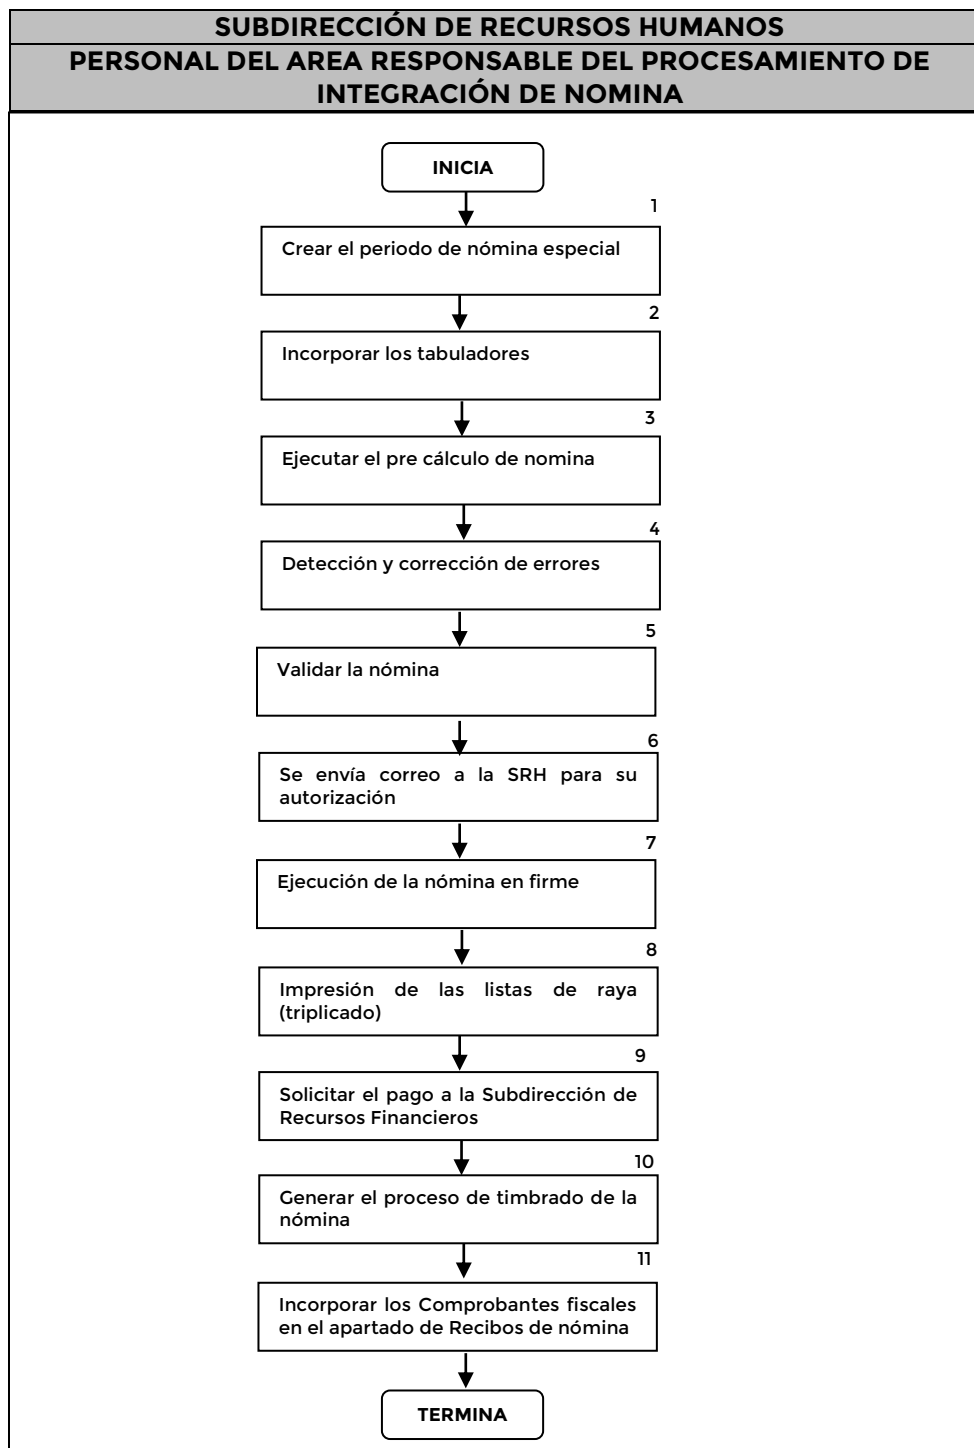 SUBDIRECCIÓN DE RECURSOS HUMANOS
PERSONAL DEL AREA RESPONSABLE DEL PROCESAMIENTO DE
INTEGRACIÓN DE NOMINA
INICIA
1
Crear el periodo de nómina especial
2
Incorporar los tabuladores
3
Ejecutar el pre cálculo de nomina
4
Detección y corrección de errores
5
Validar la nómina
6
Se envía correo a la SRH para su
autorización
7
Ejecución de la nómina en firme
8
Impresión de las listas de raya
(triplicado)
9
Solicitar el pago a la Subdirección de
Recursos Financieros
10
Generar el proceso de timbrado de la
nómina
11
Incorporar los Comprobantes fiscales
en el apartado de Recibos de nómina
TERMINA